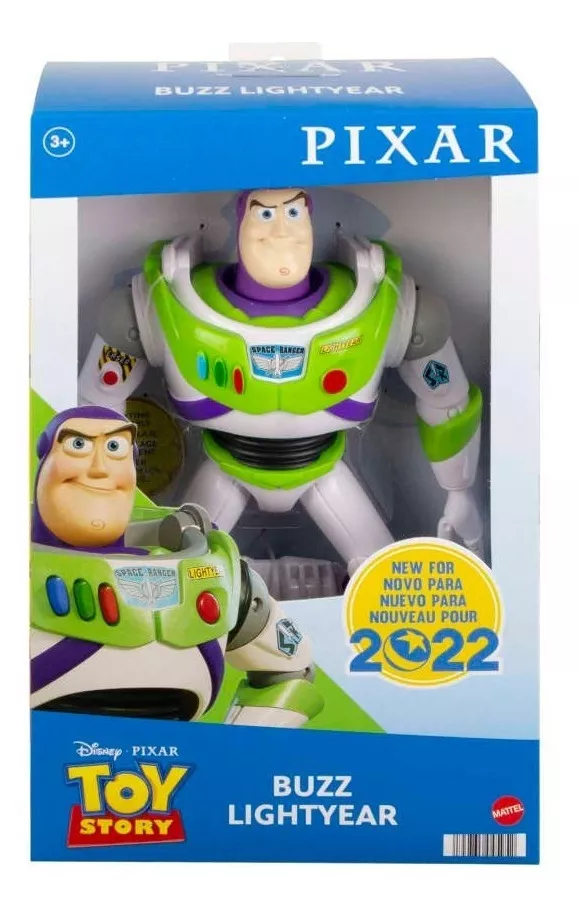 PIXAR
BUZZ LIGHTYEAR
3+
PIXAR
SPACE RANGER
LIGHTYEAR
SPACE RANGER
NEW FOR
NOVO PÁRA
NUEVO PARA
NOUVEAU POUR
2022
Disney · PIXAR
TOY
STORY
BUZZ
LIGHTYEAR
MATTEL